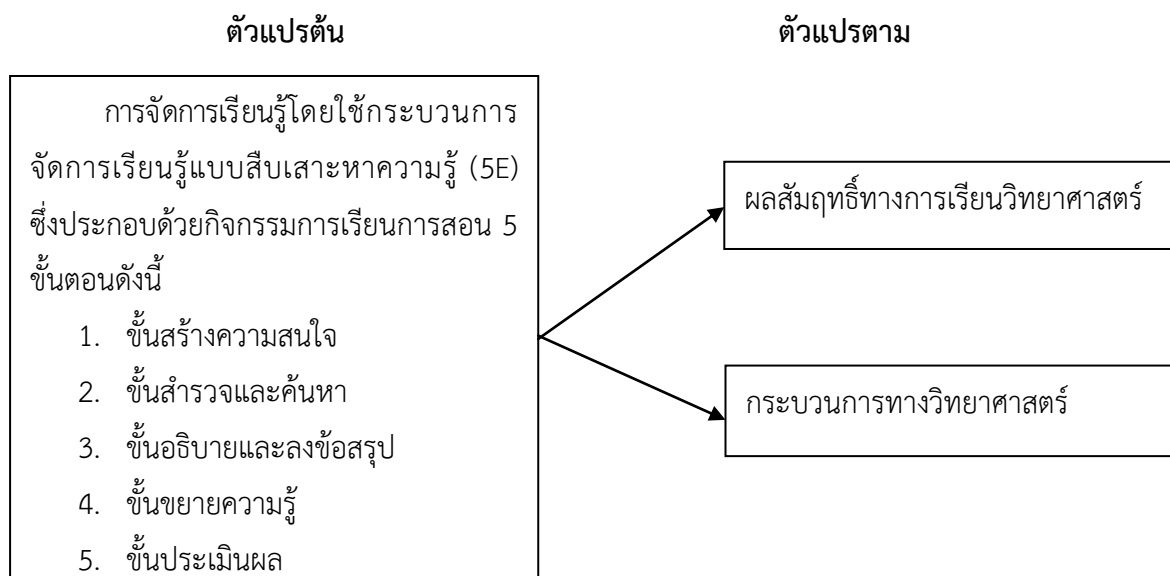 ตัวแปรต้น
ตัวแปรตาม
การจัดการเรียนรู้โดยใช้กระบวนการ
จัดการเรียนรู้แบบสืบเสาะหาความรู้ (5E)
ซึ่งประกอบด้วยกิจกรรมการเรียนการสอน 5
ขั้นตอนดังนี้
1. ขั้นสร้างความสนใจ
2. ขั้นสำรวจและค้นหา
3. ขั้นอธิบายและลงข้อสรุป
4. ขั้นขยายความรู้
5. ขั้นประเมินผล
ผลสัมฤทธิ์ทางการเรียนวิทยาศาสตร์
กระบวนการทางวิทยาศาสตร์